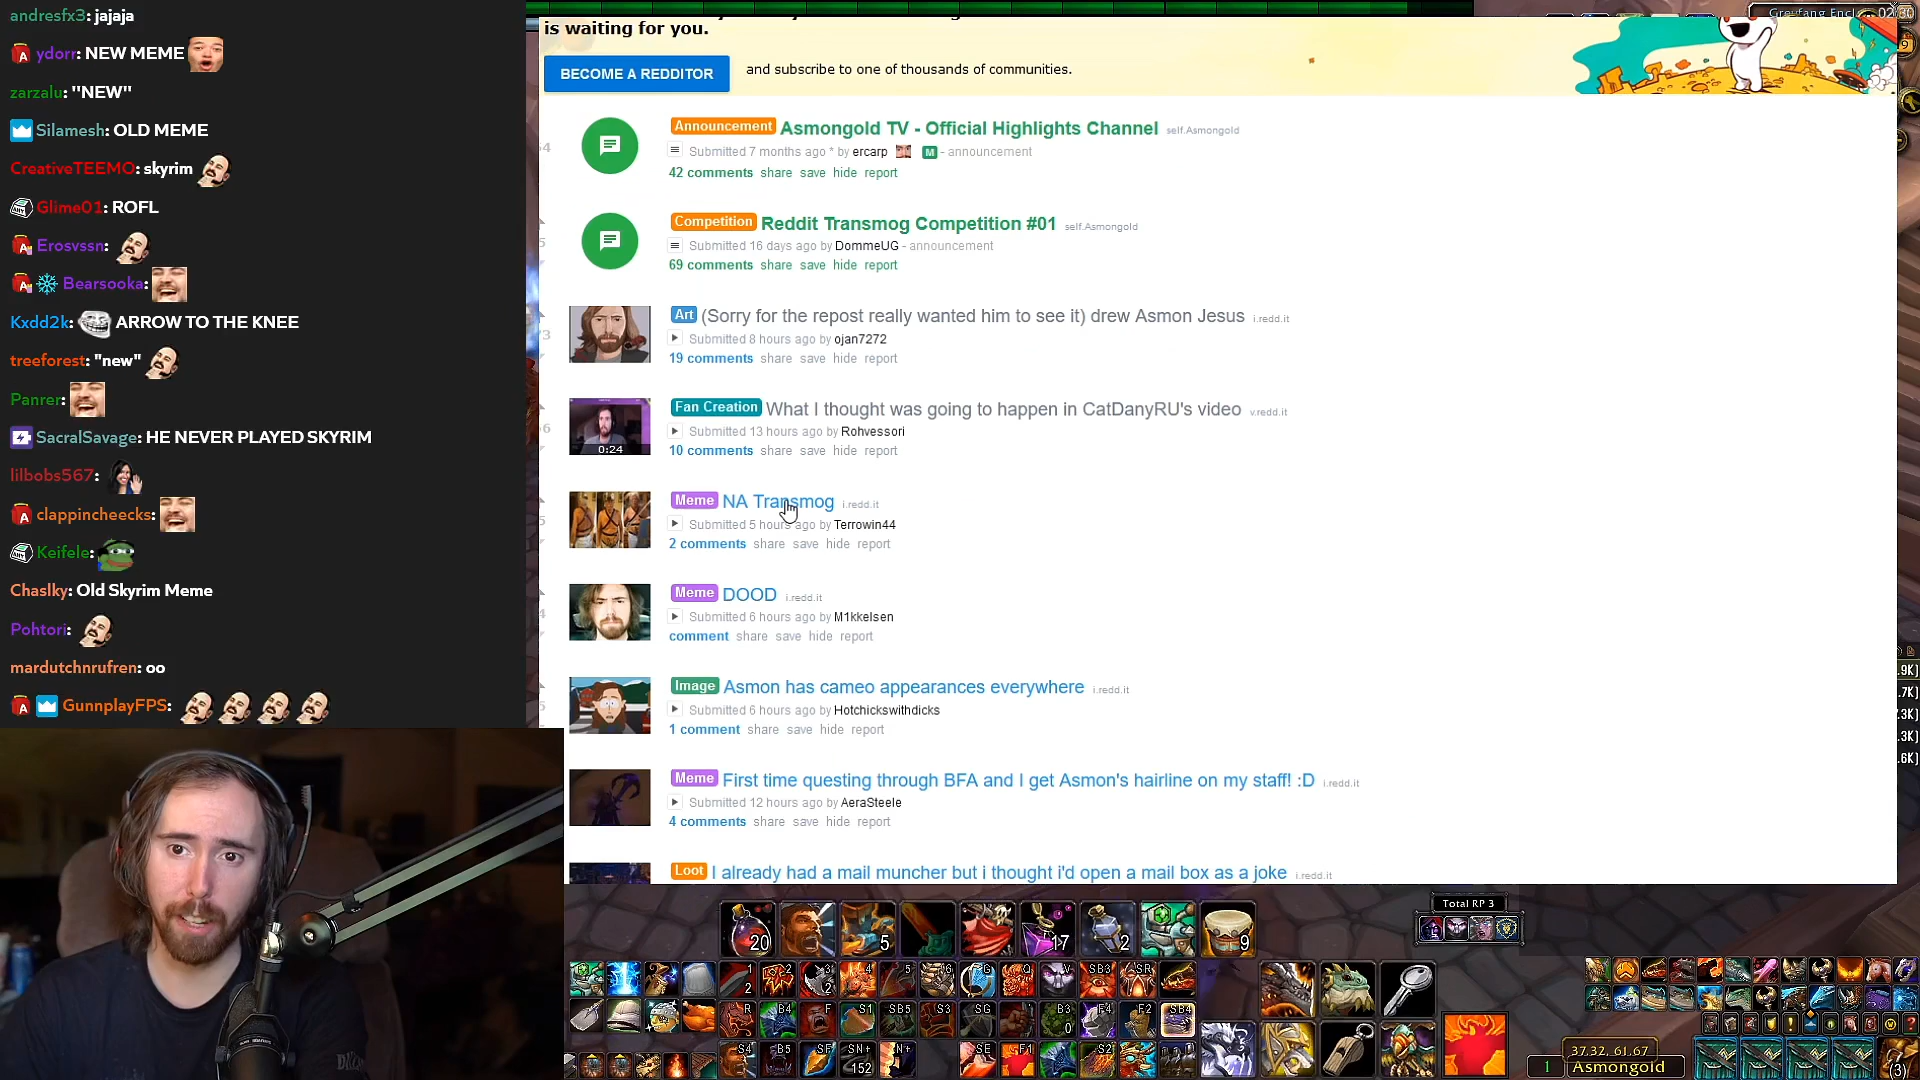 andresfx3: jajaja
ydorr: NEW MEME
zarzalu: "NEW"
Silamesh: OLD MEME
CreativeTEEMO: skyrim
Glime01: ROFL
Erosvssn:
Bearsooka:
Kxdd2k: ARROW TO THE KNEE
treeforest: "new"
Panrer:
SacralSavage: HE NEVER PLAYED SKYRIM
lilbobs567:
clappincheecks:
Keifele:
Chaslky: Old Skyrim Meme
Pohtori:
mardutchnrufren: oo
GunnplayFPS:
is waiting for you.
BECOME A REDDITOR and subscribe to one of thousands of communities.
Announcement Asmongold TV - Official Highlights Channel self.Asmongold
Submitted 7 months ago * by ercarp M - announcement
42 comments share save hide report
Competition Reddit Transmog Competition #01 self.Asmongold
Submitted 16 days ago by DommeUG - announcement
69 comments share save hide report
Art (Sorry for the repost really wanted him to see it) drew Asmon Jesus i.redd.it
Submitted 8 hours ago by ojan7272
19 comments share save hide report
Fan Creation What I thought was going to happen in CatDanyRU's video v.redd.it
Submitted 13 hours ago by Rohvessori
0:24
10 comments share save hide report
Meme NA Transmog i.redd.it
Submitted 5 hours ago by Terrowin44
2 comments share save hide report
Meme DOOD i.redd.it
Submitted 6 hours ago by M1kkelsen
comment share save hide report
Image Asmon has cameo appearances everywhere i.redd.it
Submitted 6 hours ago by Hotchickswithdicks
1 comment share save hide report
Meme First time questing through BFA and I get Asmon's hairline on my staff! :D i.redd.it
Submitted 12 hours ago by AeraSteele
4 comments share save hide report
Loot I already had a mail muncher but i thought i'd open a mail box as a joke i.redd.it
Total RP 3
20 5 17 2 9
37.32, 61.67
1 Asmongold
(3)